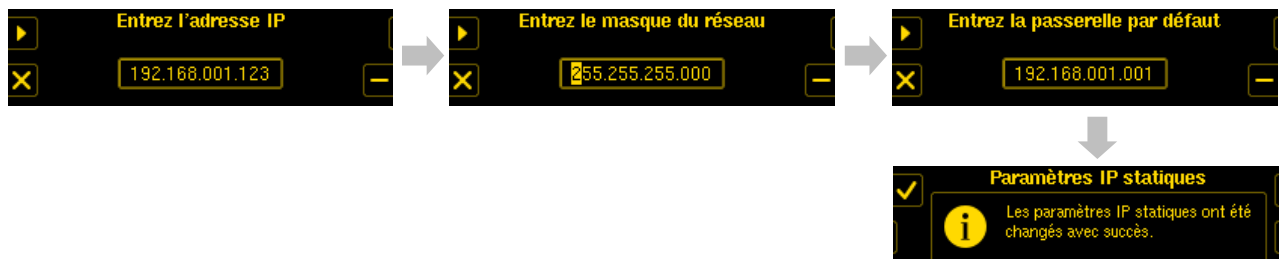 Entrez l'adresse IP
192.168.001.123
Entrez le masque du réseau
255.255.255.000
Entrez la passerelle par défaut
192.168.001.001
Paramètres IP statiques
Les paramètres IP statiques ont été
changés avec succès.